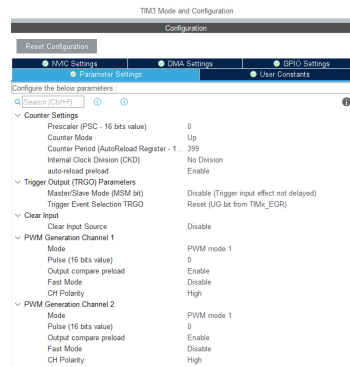 TIM3 Mode and Configuration
Configuration
Reset Configuration
NVIC Settings
DMA Settings
GPIO Settings
Parameter Settings
User Constants
Configure the below parameters :
Search (Ctrl+F)
Counter Settings
Prescaler (PSC - 16 bits value) 0
Counter Mode Up
Counter Period (AutoReload Register - 1... 399
Internal Clock Division (CKD) No Division
auto-reload preload Enable
Trigger Output (TRGO) Parameters
Master/Slave Mode (MSM bit) Disable (Trigger input effect not delayed)
Trigger Event Selection TRGO Reset (UG bit from TIMx_EGR)
Clear Input
Clear Input Source Disable
PWM Generation Channel 1
Mode PWM mode 1
Pulse (16 bits value) 0
Output compare preload Enable
Fast Mode Disable
CH Polarity High
PWM Generation Channel 2
Mode PWM mode 1
Pulse (16 bits value) 0
Output compare preload Enable
Fast Mode Disable
CH Polarity High